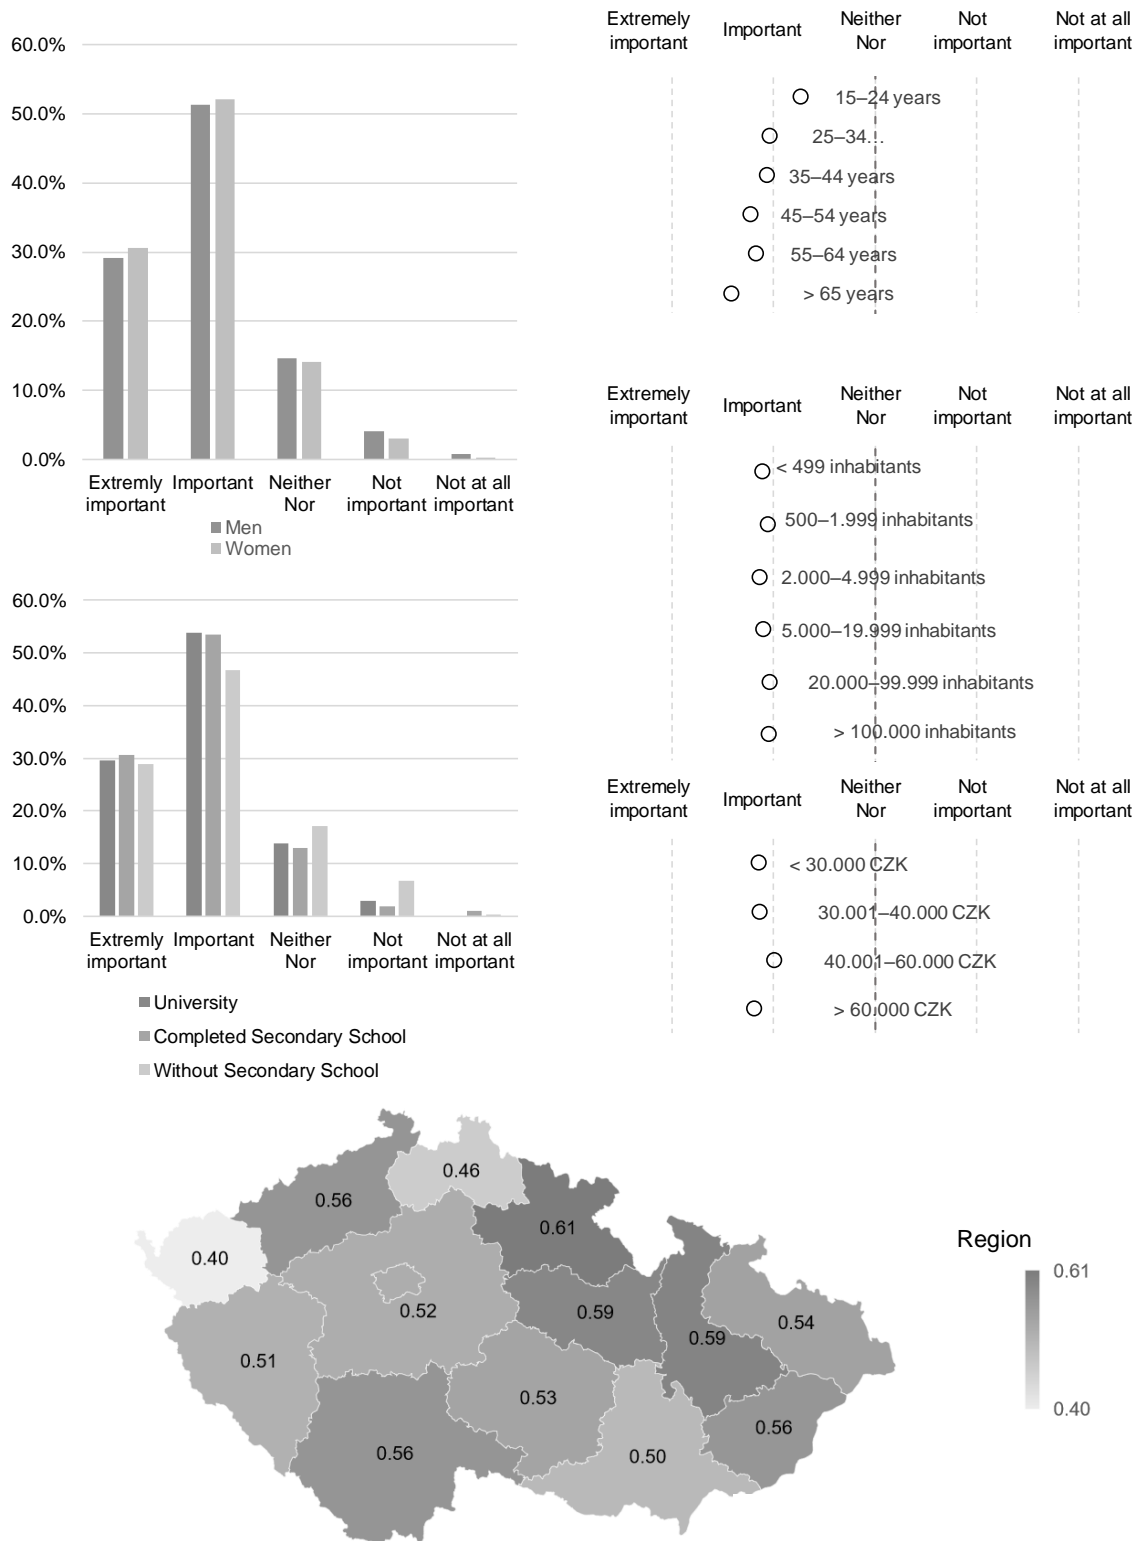 60.0%
50.0%
40.0%
30.0%
20.0%
10.0%
0.0%
Extremly
important
Important
Neither
Nor
Not
important
Not at all
important
Men
Women
60.0%
50.0%
40.0%
30.0%
20.0%
10.0%
0.0%
Extremly
important
Important
Neither
Nor
Not
important
Not at all
important
University
Completed Secondary School
Without Secondary School
Extremely
important
Important
Neither
Nor
Not
important
Not at all
important
15–24 years
25–34…
35–44 years
45–54 years
55–64 years
> 65 years
Extremely
important
Important
Neither
Nor
Not
important
Not at all
important
< 499 inhabitants
500–1.999 inhabitants
2.000–4.999 inhabitants
5.000–19.999 inhabitants
20.000–99.999 inhabitants
> 100.000 inhabitants
Extremely
important
Important
Neither
Nor
Not
important
Not at all
important
< 30.000 CZK
30.001–40.000 CZK
40.001–60.000 CZK
> 60.000 CZK
0.46
0.56
0.61
0.40
0.52
0.59
0.59
0.54
0.51
0.53
0.56
0.56
0.50
Region
0.61
0.40